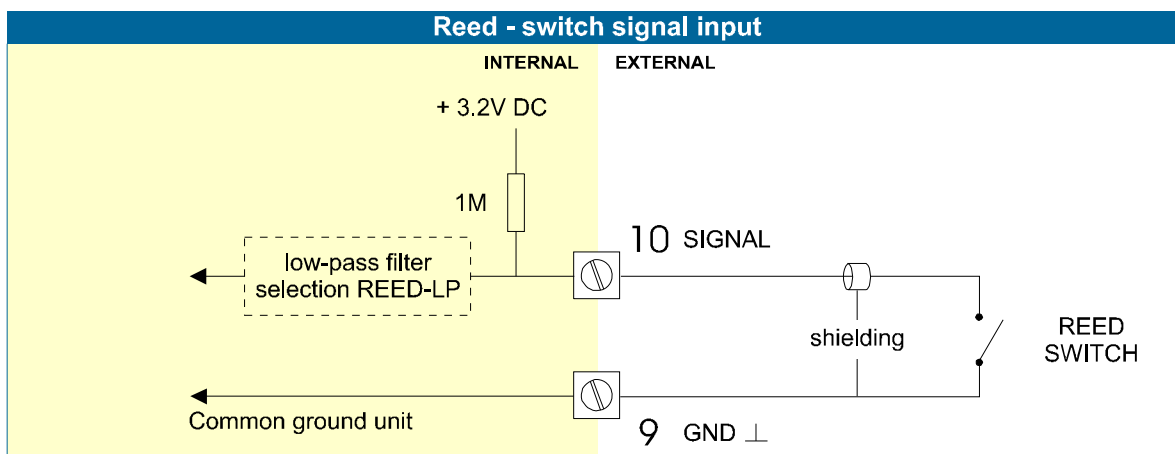 Reed - switch signal input
INTERNAL
EXTERNAL
+ 3.2V DC
1M
10 SIGNAL
low-pass filter
selection REED-LP
shielding
REED
SWITCH
Common ground unit
9 GND ⊥